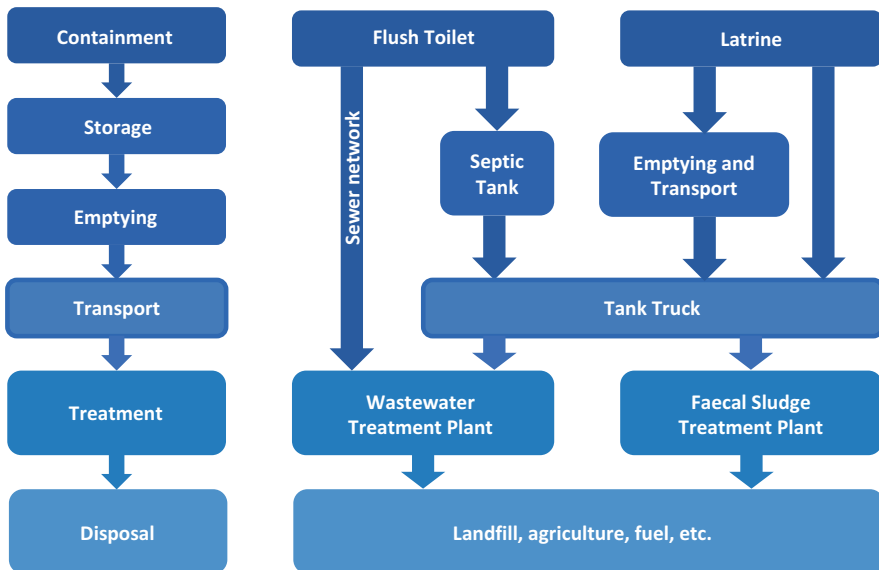 Containment
Storage
Emptying
Transport
Treatment
Disposal
Flush Toilet
Latrine
Sewer network
Septic
Tank
Emptying and
Transport
Tank Truck
Wastewater
Treatment Plant
Faecal Sludge
Treatment Plant
Landfill, agriculture, fuel, etc.